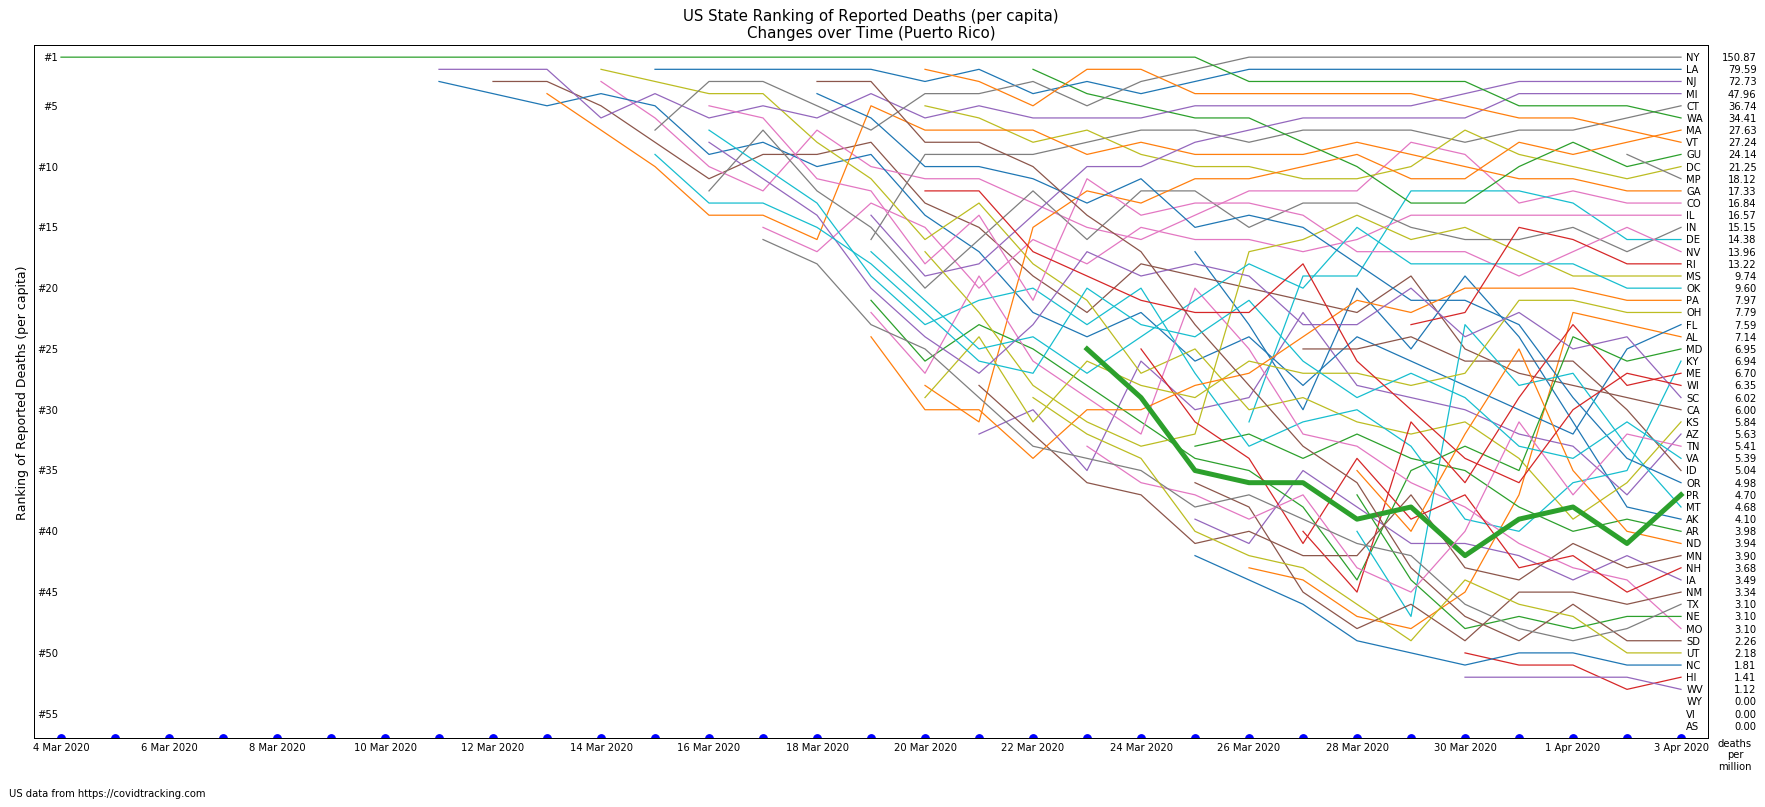 US State Ranking of Reported Deaths (per capita)
Changes over Time (Puerto Rico)
Ranking of Reported Deaths (per capita)
#1
#5
#10
#15
#20
#25
#30
#35
#40
#45
#50
#55
NY 150.87
LA 79.59
NJ 72.73
MI 47.96
CT 36.74
WA 34.41
MA 27.63
VT 27.24
GU 24.14
DC 21.25
MP 18.12
GA 17.33
CO 16.84
IL 16.57
IN 15.15
DE 14.38
NV 13.96
RI 13.22
MS 9.74
OK 9.60
PA 7.97
OH 7.79
FL 7.59
AL 7.14
MD 6.95
KY 6.94
ME 6.70
WI 6.35
SC 6.02
CA 6.00
KS 5.84
AZ 5.63
TN 5.41
VA 5.39
ID 5.04
OR 4.98
PR 4.70
MT 4.68
AK 4.10
AR 3.98
ND 3.94
MN 3.90
NH 3.68
IA 3.49
NM 3.34
TX 3.10
NE 3.10
MO 3.10
SD 2.26
UT 2.18
NC 1.81
HI 1.41
WV 1.12
WY 0.00
VI 0.00
AS 0.00
4 Mar 2020 6 Mar 2020 8 Mar 2020 10 Mar 2020 12 Mar 2020 14 Mar 2020 16 Mar 2020 18 Mar 2020 20 Mar 2020 22 Mar 2020 24 Mar 2020 26 Mar 2020 28 Mar 2020 30 Mar 2020 1 Apr 2020 3 Apr 2020
deaths
per
million
US data from https://covidtracking.com